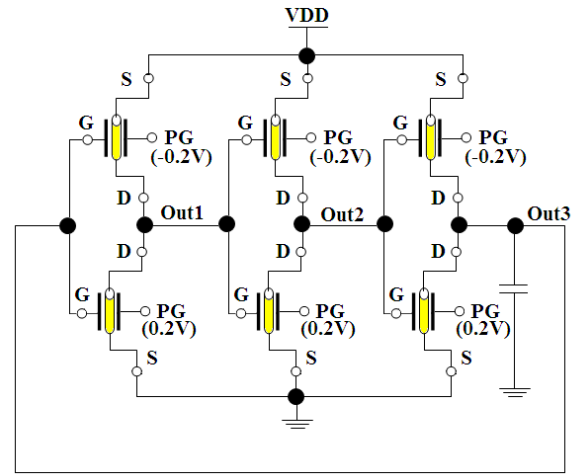 VDD
S S S
G PG G PG G PG
(-0.2V) (-0.2V) (-0.2V)
D D D
Out1 Out2 Out3
D D D
G PG G PG G PG
(0.2V) (0.2V) (0.2V)
S S S